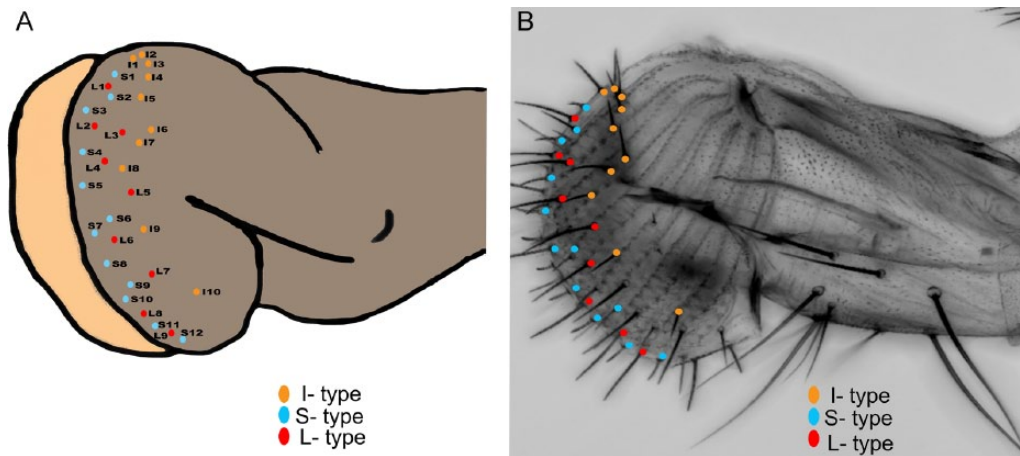 A
I2
I1 I3
S1 I4
L1
S2 I5
S3
L2 L3 I6
I7
S4
L4 I8
S5 L5
S6
S7 I9
L6
S8
L7
S9
S10 I10
L8
S11
L9 S12
I- type
S- type
L- type
B
I- type
S- type
L- type